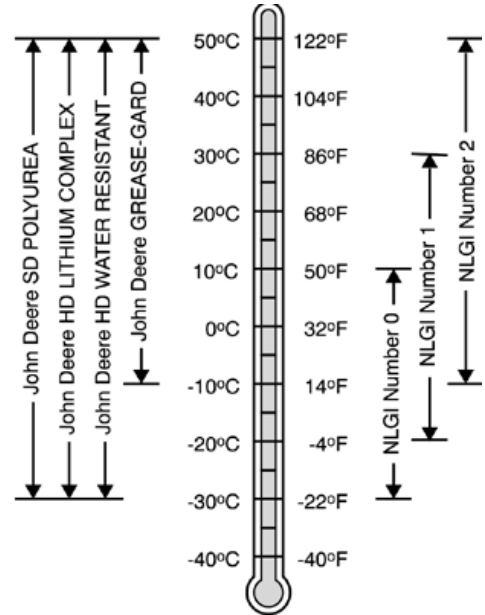 John Deere SD POLYUREA
John Deere HD LITHIUM COMPLEX
John Deere HD WATER RESISTANT
John Deere GREASE-GARD
50ºC 122ºF
40ºC 104ºF
30ºC 86ºF
20ºC 68ºF
10ºC 50ºF
0ºC 32ºF
-10ºC 14ºF
-20ºC -4ºF
-30ºC -22ºF
-40ºC -40ºF
NLGI Number 0
NLGI Number 1
NLGI Number 2